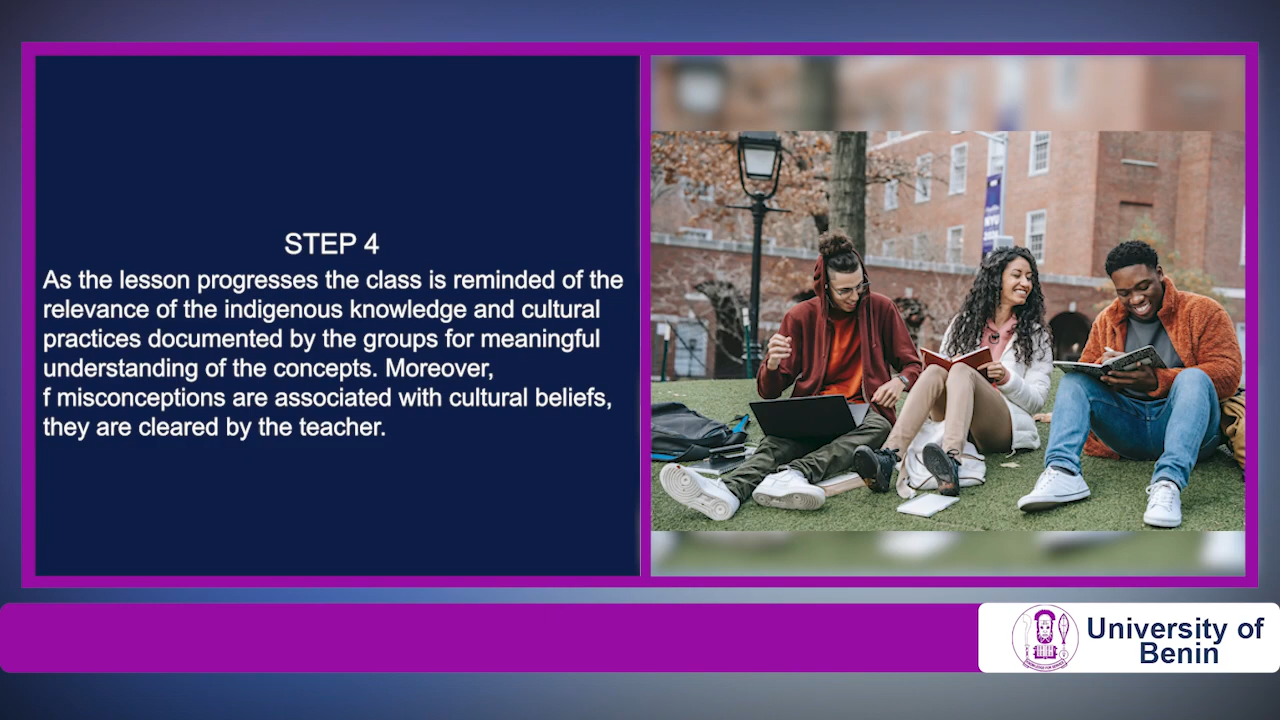 STEP 4
As the lesson progresses the class is reminded of the
relevance of the indigenous knowledge and cultural
practices documented by the groups for meaningful
understanding of the concepts. Moreover,
f misconceptions are associated with cultural beliefs,
they are cleared by the teacher.
NYU
University of
Benin